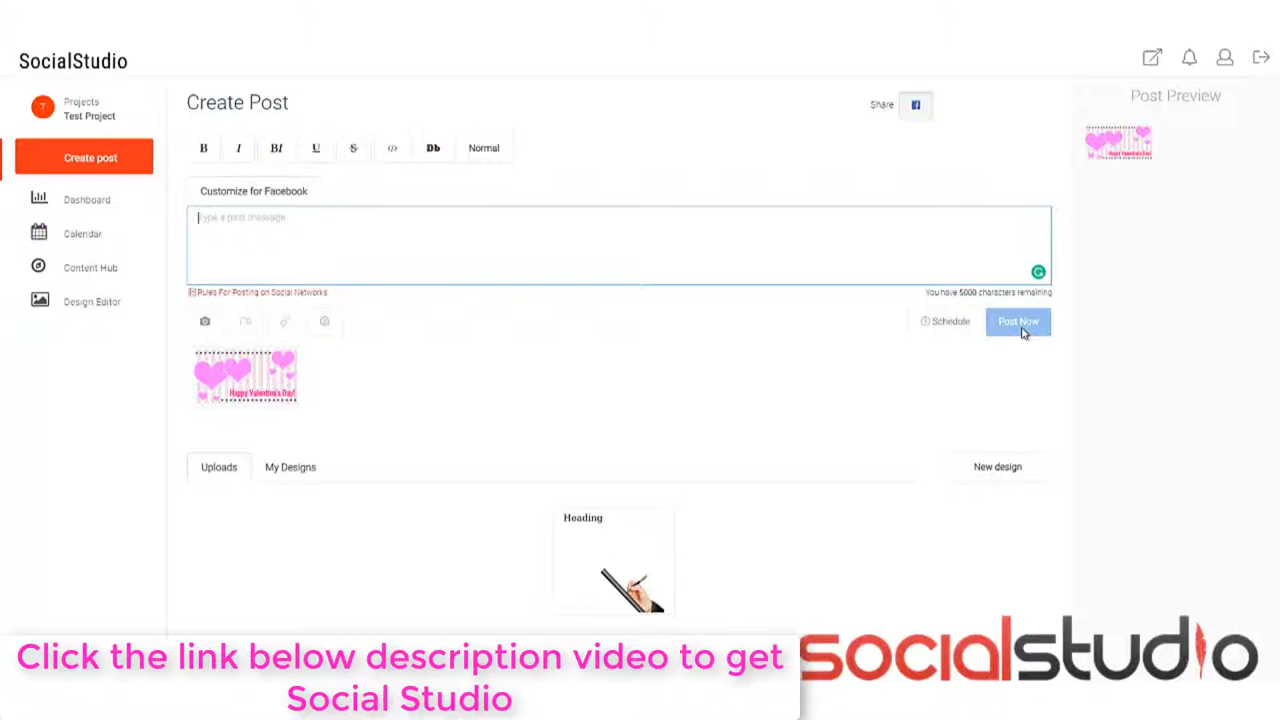 SocialStudio
T
Projects
Test Project
Create post
Dashboard
Calendar
Content Hub
Design Editor
Create Post
Share
B
I
BI
U
S
</>
Db
Normal
Customize for Facebook
Type a post message
Rules For Posting on Social Networks
You have 5000 characters remaining
Schedule
Post Now
Happy Valentine's Day!
Uploads
My Designs
New design
Heading
Post Preview
Happy Valentine's Day!
Click the link below description video to get
Social Studio
socialstudio